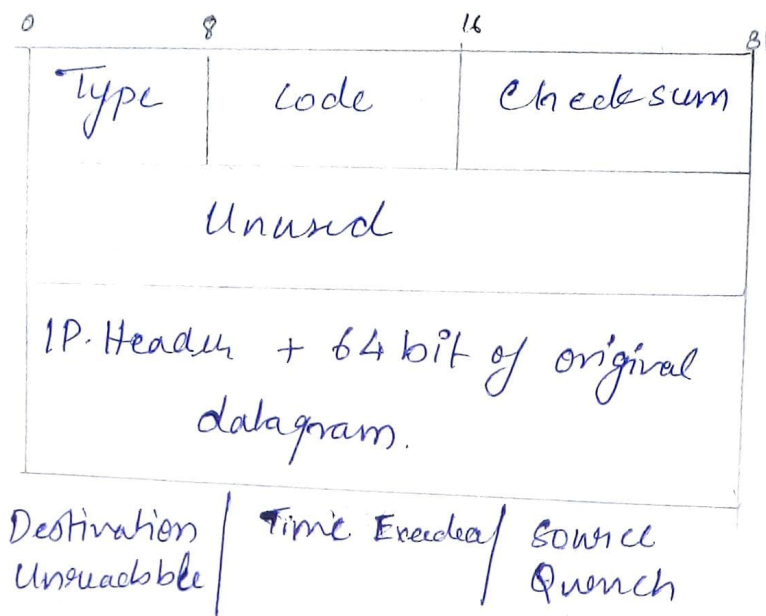 0 8 16 3
Type code Checksum
Unused
IP. Header + 64 bit of original
datagram.
Destination / Time Exceeded / Source
Unreachable Quench